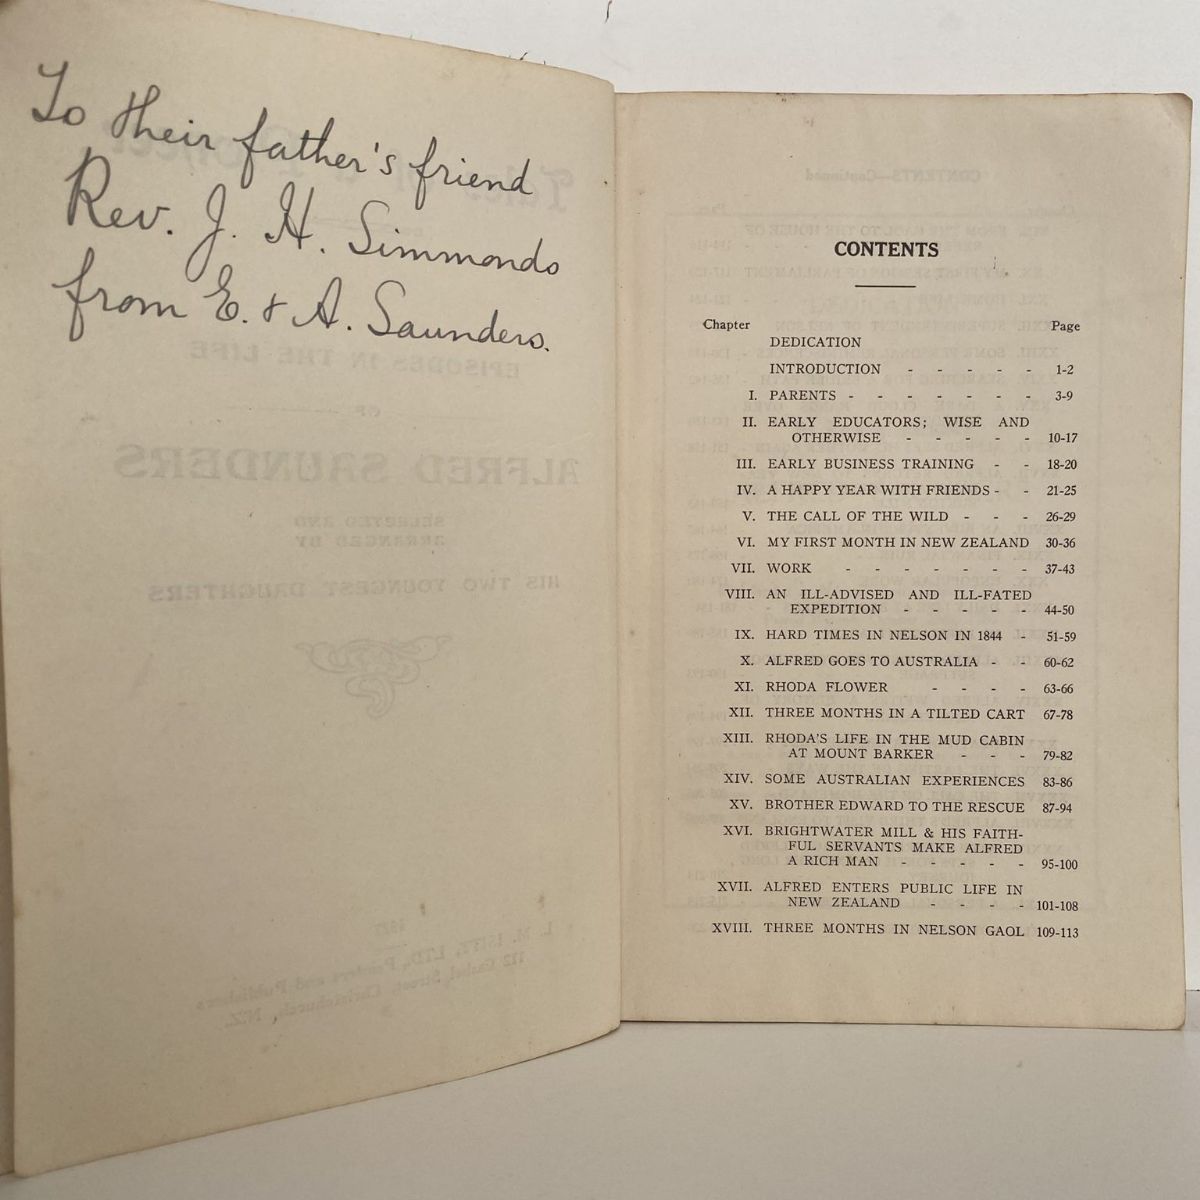 To their father's friend
Rev. J. H. Simmonds
from E. & A. Saunders.
CONTENTS
Chapter Page
DEDICATION
INTRODUCTION - - - - - 1-2
I. PARENTS - - - - - - - 3-9
II. EARLY EDUCATORS; WISE AND
OTHERWISE - - - - - 10-17
III. EARLY BUSINESS TRAINING - - 18-20
IV. A HAPPY YEAR WITH FRIENDS - - 21-25
V. THE CALL OF THE WILD - - - 26-29
VI. MY FIRST MONTH IN NEW ZEALAND 30-36
VII. WORK - - - - - - - 37-43
VIII. AN ILL-ADVISED AND ILL-FATED
EXPEDITION - - - - - 44-50
IX. HARD TIMES IN NELSON IN 1844 - 51-59
X. ALFRED GOES TO AUSTRALIA - - 60-62
XI. RHODA FLOWER - - - - 63-66
XII. THREE MONTHS IN A TILTED CART 67-78
XIII. RHODA'S LIFE IN THE MUD CABIN
AT MOUNT BARKER - - - 79-82
XIV. SOME AUSTRALIAN EXPERIENCES 83-86
XV. BROTHER EDWARD TO THE RESCUE 87-94
XVI. BRIGHTWATER MILL & HIS FAITH-
FUL SERVANTS MAKE ALFRED
A RICH MAN - - - - - 95-100
XVII. ALFRED ENTERS PUBLIC LIFE IN
NEW ZEALAND - - - - 101-108
XVIII. THREE MONTHS IN NELSON GAOL 109-113